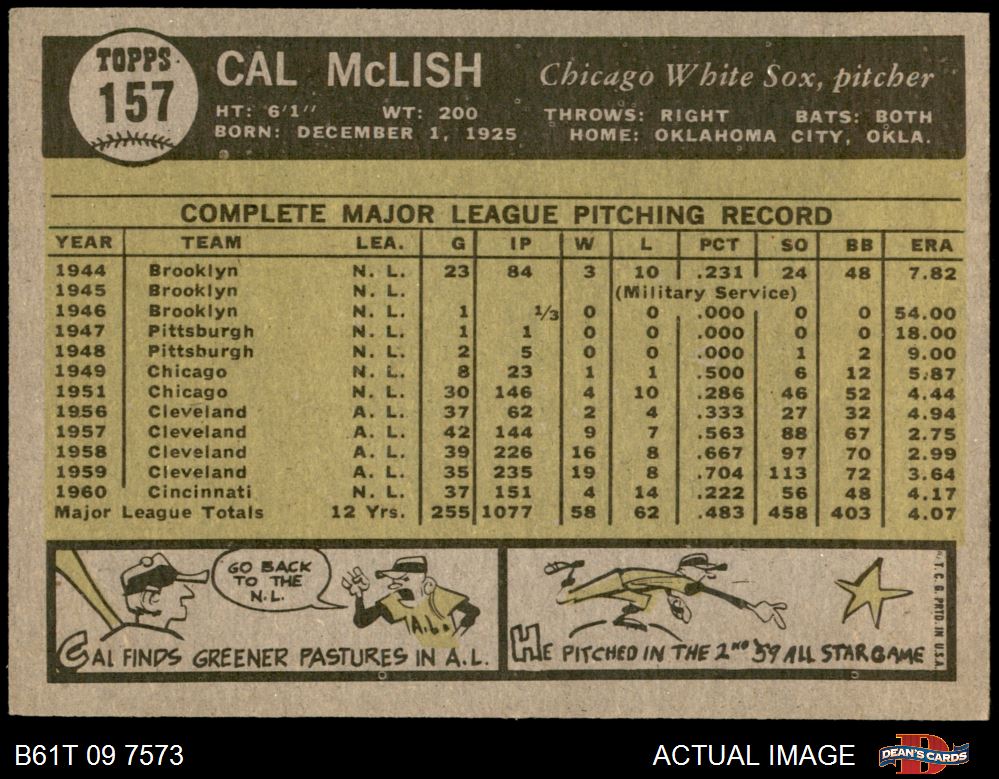 TOPPS
157
CAL McLISH Chicago White Sox, pitcher
HT: 6'1" WT: 200 THROWS: RIGHT BATS: BOTH
BORN: DECEMBER 1, 1925 HOME: OKLAHOMA CITY, OKLA.
COMPLETE MAJOR LEAGUE PITCHING RECORD
YEAR TEAM LEA. G IP W L PCT SO BB ERA
1944 Brooklyn N. L. 23 84 3 10 .231 24 48 7.82
1945 Brooklyn N. L. (Military Service)
1946 Brooklyn N. L. 1 1/3 0 0 .000 0 0 54.00
1947 Pittsburgh N. L. 1 1 0 0 .000 0 0 18.00
1948 Pittsburgh N. L. 2 5 0 0 .000 1 2 9.00
1949 Chicago N. L. 8 23 1 1 .500 6 12 5.87
1951 Chicago N. L. 30 146 4 10 .286 46 52 4.44
1956 Cleveland A. L. 37 62 2 4 .333 27 32 4.94
1957 Cleveland A. L. 42 144 9 7 .563 88 67 2.75
1958 Cleveland A. L. 39 226 16 8 .667 97 70 2.99
1959 Cleveland A. L. 35 235 19 8 .704 113 72 3.64
1960 Cincinnati N. L. 37 151 4 14 .222 56 48 4.17
Major League Totals 12 Yrs. 255 1077 58 62 .483 458 403 4.07
GO BACK
TO THE
N.L.
A.L.
CAL FINDS GREENER PASTURES IN A.L.
HE PITCHED IN THE 2ND '59 ALL STAR GAME
T. C. G. PRTD. IN U.S.A.
B61T 09 7573 ACTUAL IMAGE
DEAN'S CARDS